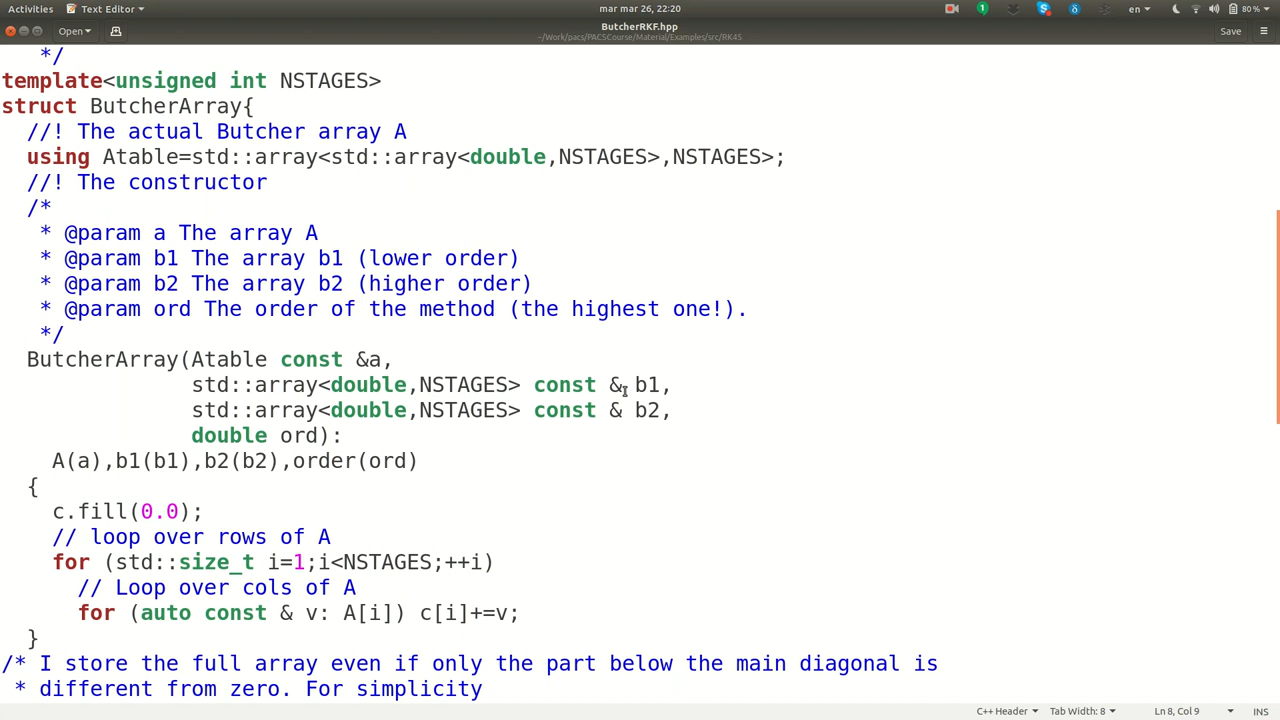 Activities Text Editor mar mar 26, 22:20 1 en 80 %
Open ButcherRKF.hpp Save
~/Work/pacs/PACSCourse/Material/Examples/src/RK45
*/
template<unsigned int NSTAGES>
struct ButcherArray{
//! The actual Butcher array A
using Atable=std::array<std::array<double,NSTAGES>,NSTAGES>;
//! The constructor
/*
* @param a The array A
* @param b1 The array b1 (lower order)
* @param b2 The array b2 (higher order)
* @param ord The order of the method (the highest one!).
*/
ButcherArray(Atable const &a,
std::array<double,NSTAGES> const & b1,
std::array<double,NSTAGES> const & b2,
double ord):
A(a),b1(b1),b2(b2),order(ord)
{
c.fill(0.0);
// loop over rows of A
for (std::size_t i=1;i<NSTAGES;++i)
// Loop over cols of A
for (auto const & v: A[i]) c[i]+=v;
}
/* I store the full array even if only the part below the main diagonal is
* different from zero. For simplicity
C++ Header Tab Width: 8 Ln 8, Col 9 INS